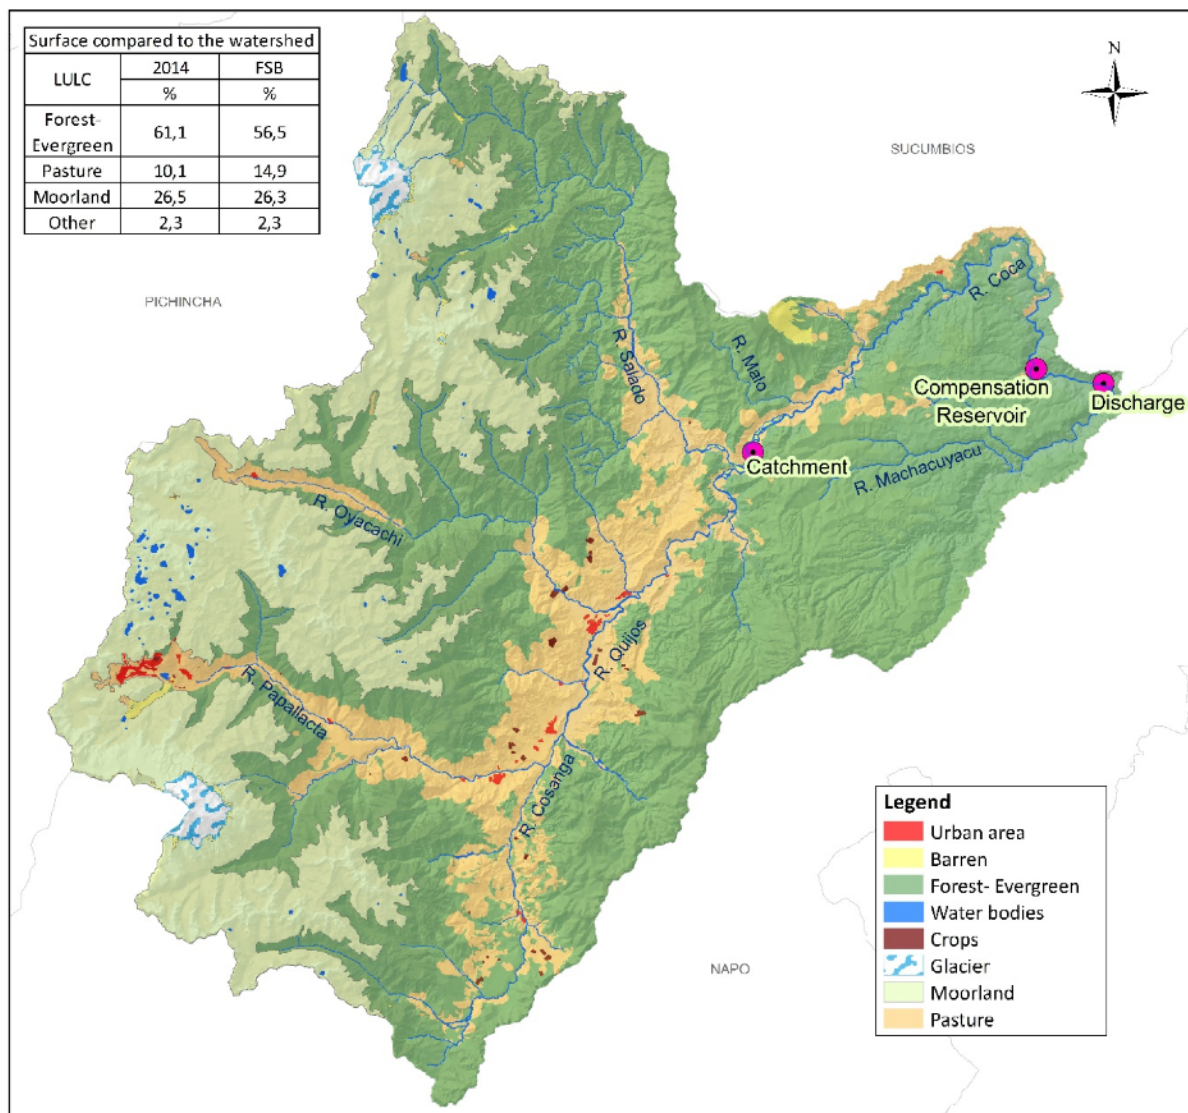 Surface compared to the watershed
LULC 2014 FSB
% %
Forest-
Evergreen 61,1 56,5
Pasture 10,1 14,9
Moorland 26,5 26,3
Other 2,3 2,3
N
SUCUMBIOS
PICHINCHA
R. Coca
R. Salado
R. Malo
Compensation
Reservoir
Discharge
Catchment
R. Machacuyacu
R. Oyacachi
R. Quijos
R. Papallacta
R. Cosanga
NAPO
Legend
Urban area
Barren
Forest- Evergreen
Water bodies
Crops
Glacier
Moorland
Pasture